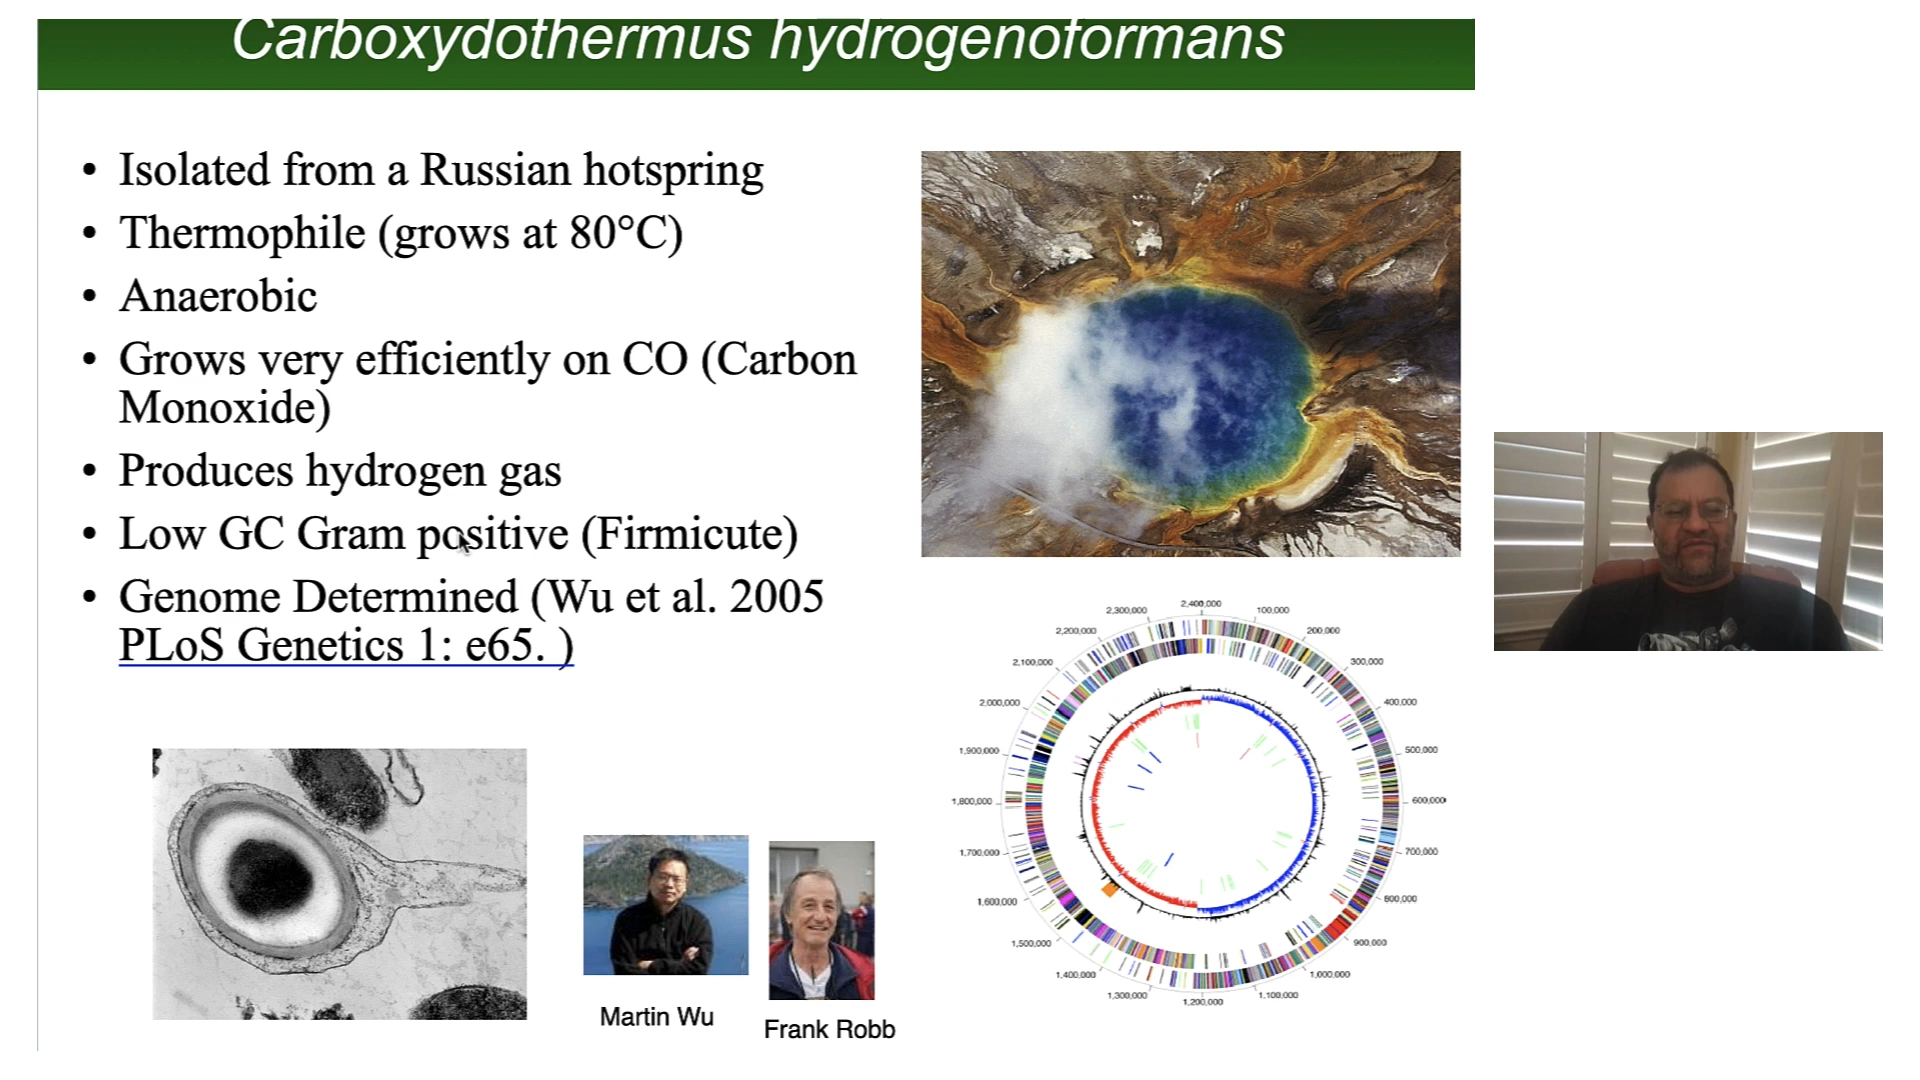 Carboxydothermus hydrogenoformans
• Isolated from a Russian hotspring
• Thermophile (grows at 80°C)
• Anaerobic
• Grows very efficiently on CO (Carbon
Monoxide)
• Produces hydrogen gas
• Low GC Gram positive (Firmicute)
• Genome Determined (Wu et al. 2005
PLoS Genetics 1: e65. )
Martin Wu
Frank Robb
2,400,000
100,000
200,000
300,000
400,000
500,000
600,000
700,000
800,000
900,000
1,000,000
1,100,000
1,200,000
1,300,000
1,400,000
1,500,000
1,600,000
1,700,000
1,800,000
1,900,000
2,000,000
2,100,000
2,200,000
2,300,000